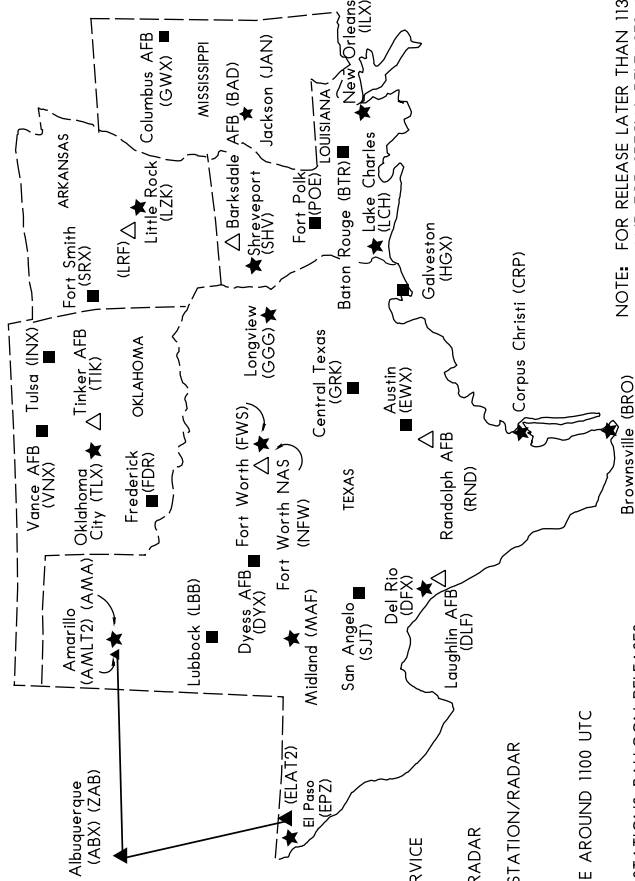 Albuquerque
(ABX) (ZAB)
Amarillo
(AMLT2) (AMA)
(ELAT2)
El Paso
(EPZ)
Lubbock (LBB)
Midland (MAF)
San Angelo
(SJT)
Dyess AFB
(DYX)
Del Rio
(DFX)
Laughlin AFB
(DLF)
Vance AFB
(VNX)
Tulsa (INX)
Oklahoma
City (TLX)
Tinker AFB
(TIK)
Frederick
(FDR)
OKLAHOMA
Fort Worth (FWS)
Fort Worth NAS
(NFW)
TEXAS
Central Texas
(GRK)
Austin
(EWX)
Randolph AFB
(RND)
Longview
(GGG)
Corpus Christi (CRP)
Brownsville (BRO)
Fort Smith
(SRX)
ARKANSAS
(LRF)
Little Rock
(LZK)
Barksdale AFB (BAD)
Shreveport
(SHV)
Fort Polk
(POE)
LOUISIANA
Baton Rouge (BTR)
Lake Charles
(LCH)
Galveston
(HGX)
New Orleans
(ILX)
Columbus AFB
(GWX)
MISSISSIPPI
Jackson (JAN)
RVICE
RADAR
STATION/RADAR
E AROUND 1100 UTC
NOTE: FOR RELEASE LATER THAN 113